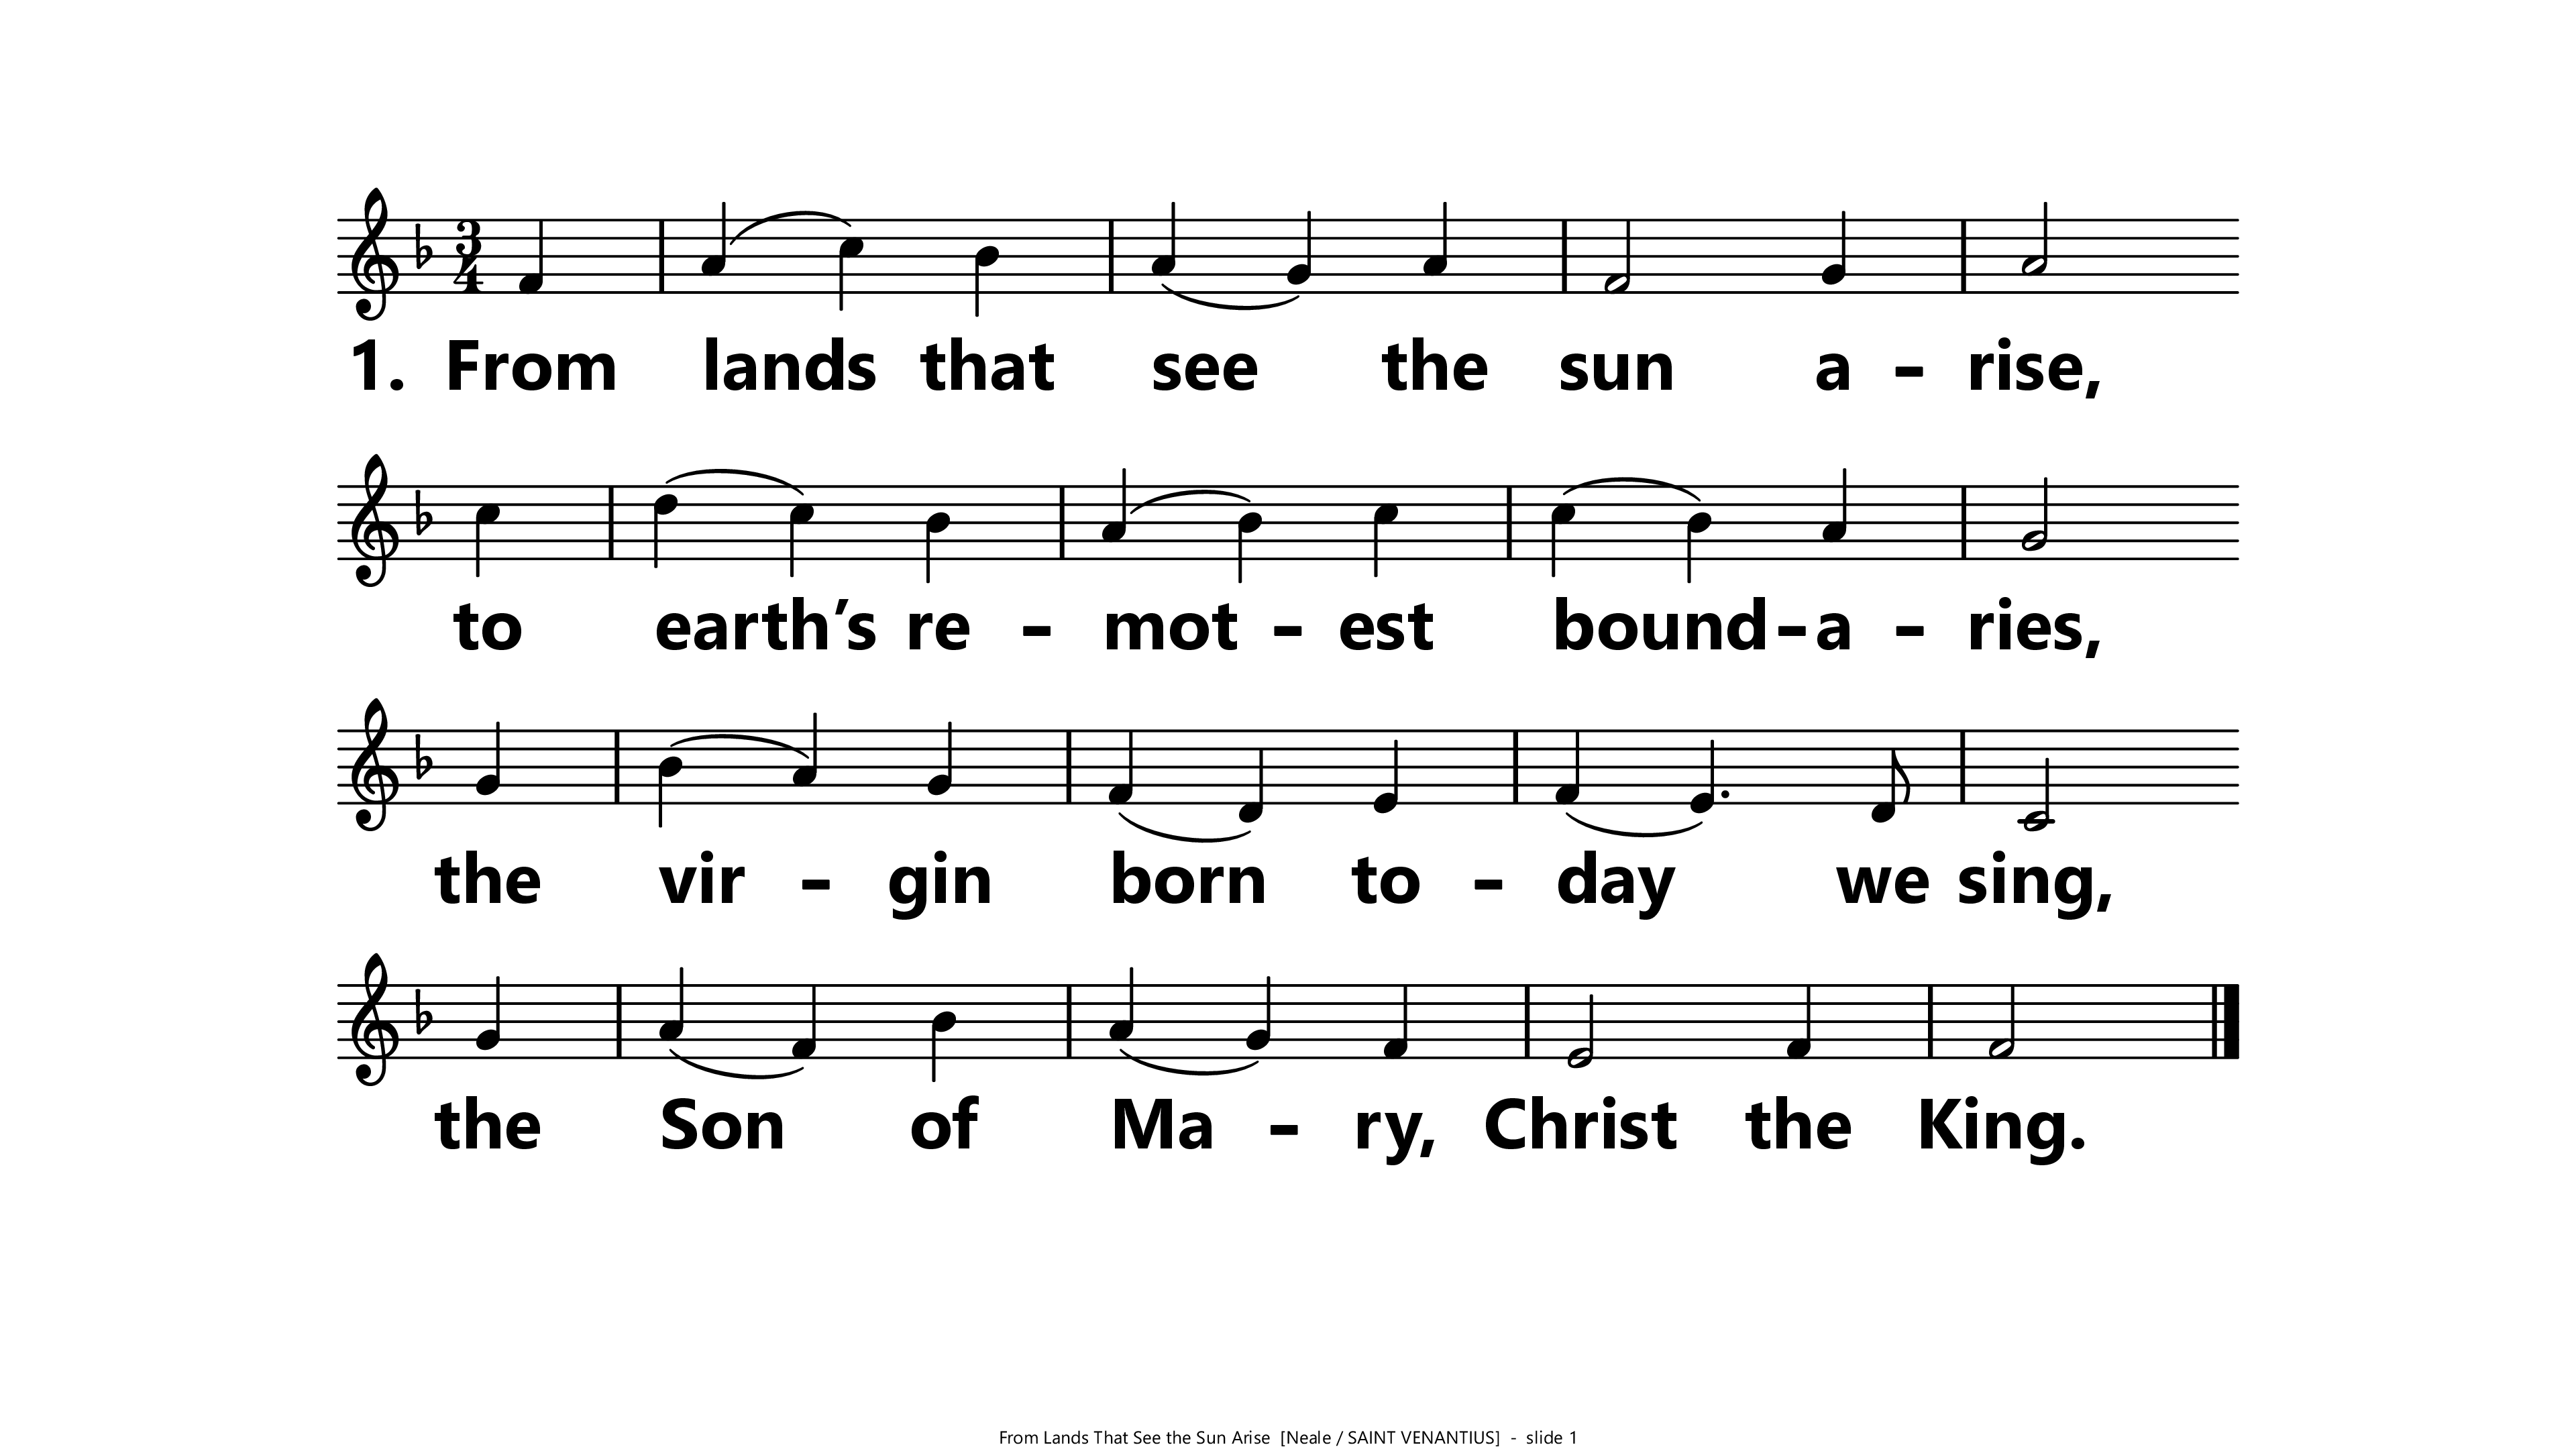 3
4
1. From lands that see the sun a - rise,
to earth’s re - mot - est bound - a - ries,
the vir - gin born to - day we sing,
the Son of Ma - ry, Christ the King.
From Lands That See the Sun Arise [Neale / SAINT VENANTIUS] - slide 1